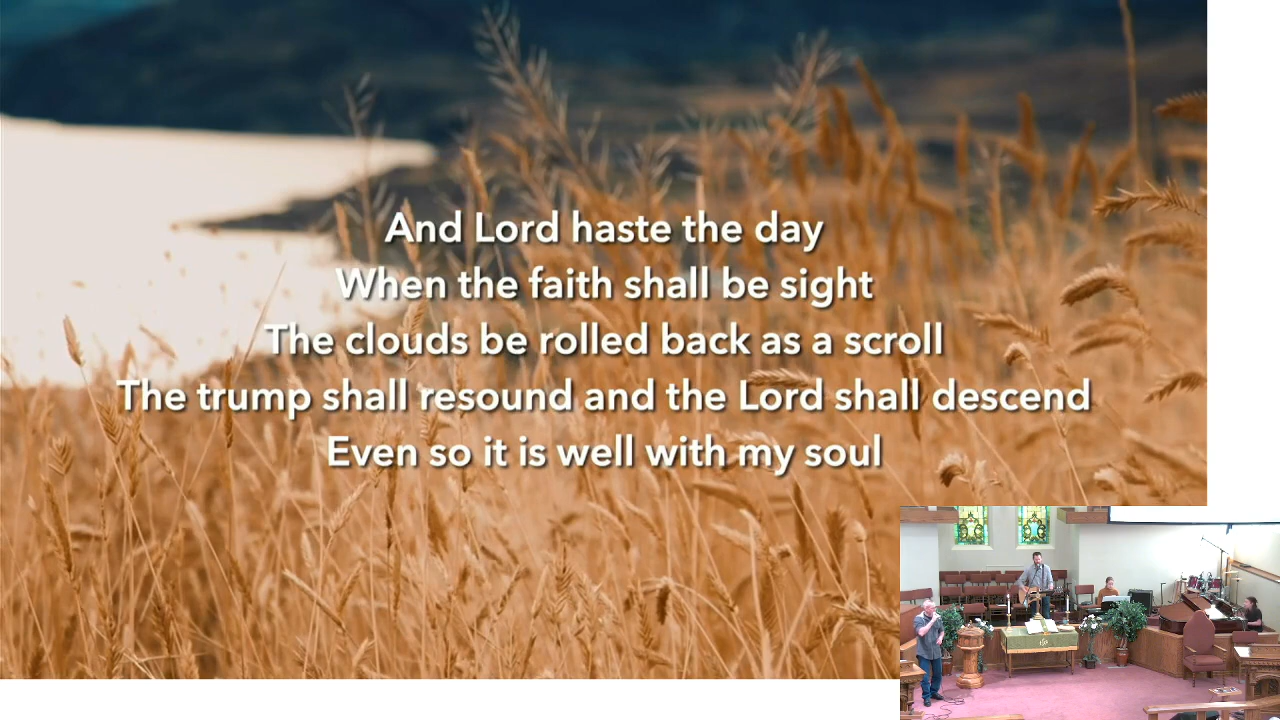 And Lord haste the day
When the faith shall be sight
The clouds be rolled back as a scroll
The trump shall resound and the Lord shall descend
Even so it is well with my soul